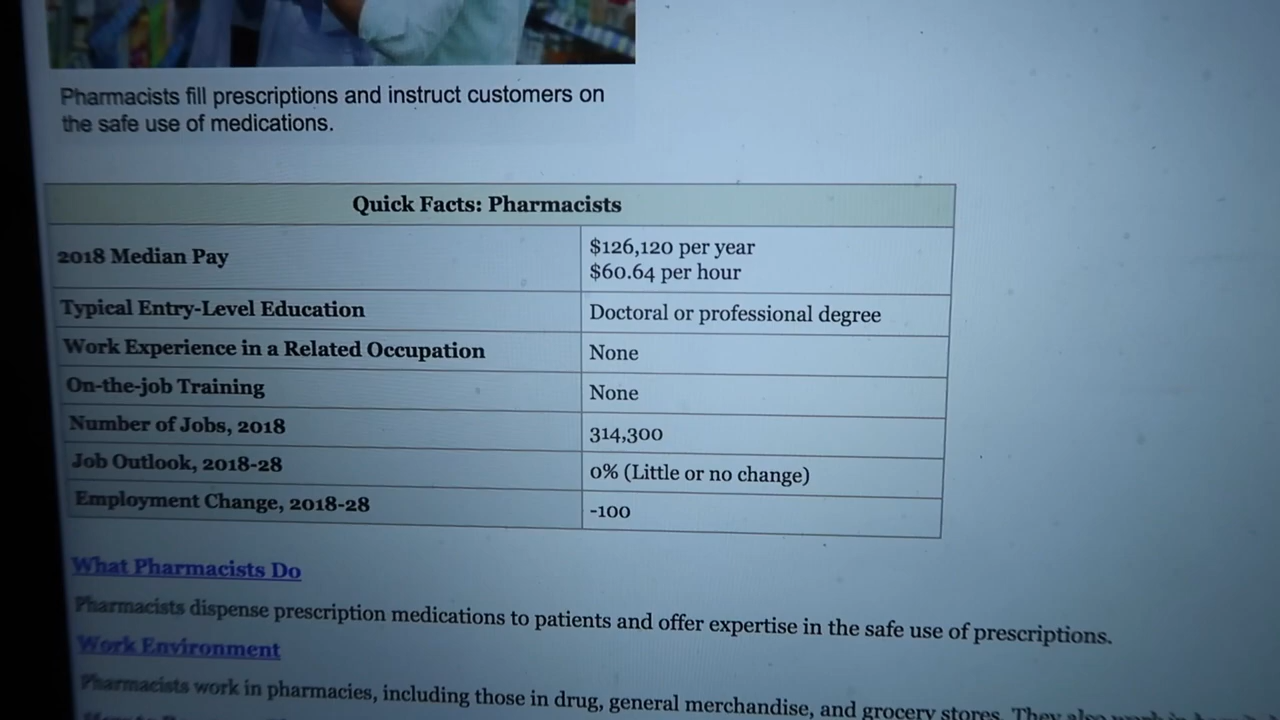 Pharmacists fill prescriptions and instruct customers on
the safe use of medications.
Quick Facts: Pharmacists
2018 Median Pay
$126,120 per year
$60.64 per hour
Typical Entry-Level Education
Doctoral or professional degree
Work Experience in a Related Occupation
None
On-the-job Training
None
Number of Jobs, 2018
314,300
Job Outlook, 2018-28
0% (Little or no change)
Employment Change, 2018-28
-100
What Pharmacists Do
Pharmacists dispense prescription medications to patients and offer expertise in the safe use of prescriptions.
Work Environment
Pharmacists work in pharmacies, including those in drug, general merchandise, and grocery stores. They also work in